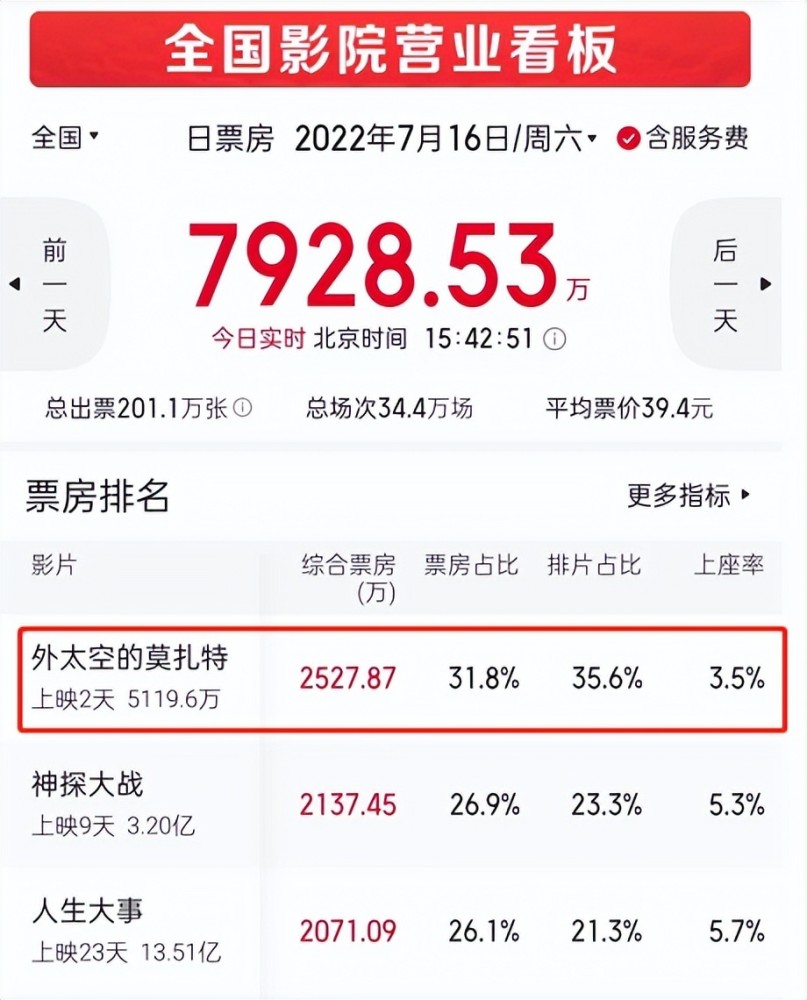 全国影院营业看板
全国 日票房 2022年7月16日/周六 含服务费
前一天 7928.53万 后一天
今日实时 北京时间 15:42:51
总出票201.1万张 总场次34.4万场 平均票价39.4元
票房排名 更多指标
影片 综合票房(万) 票房占比 排片占比 上座率
外太空的莫扎特 2527.87 31.8% 35.6% 3.5%
上映2天 5119.6万
神探大战 2137.45 26.9% 23.3% 5.3%
上映9天 3.20亿
人生大事 2071.09 26.1% 21.3% 5.7%
上映23天 13.51亿